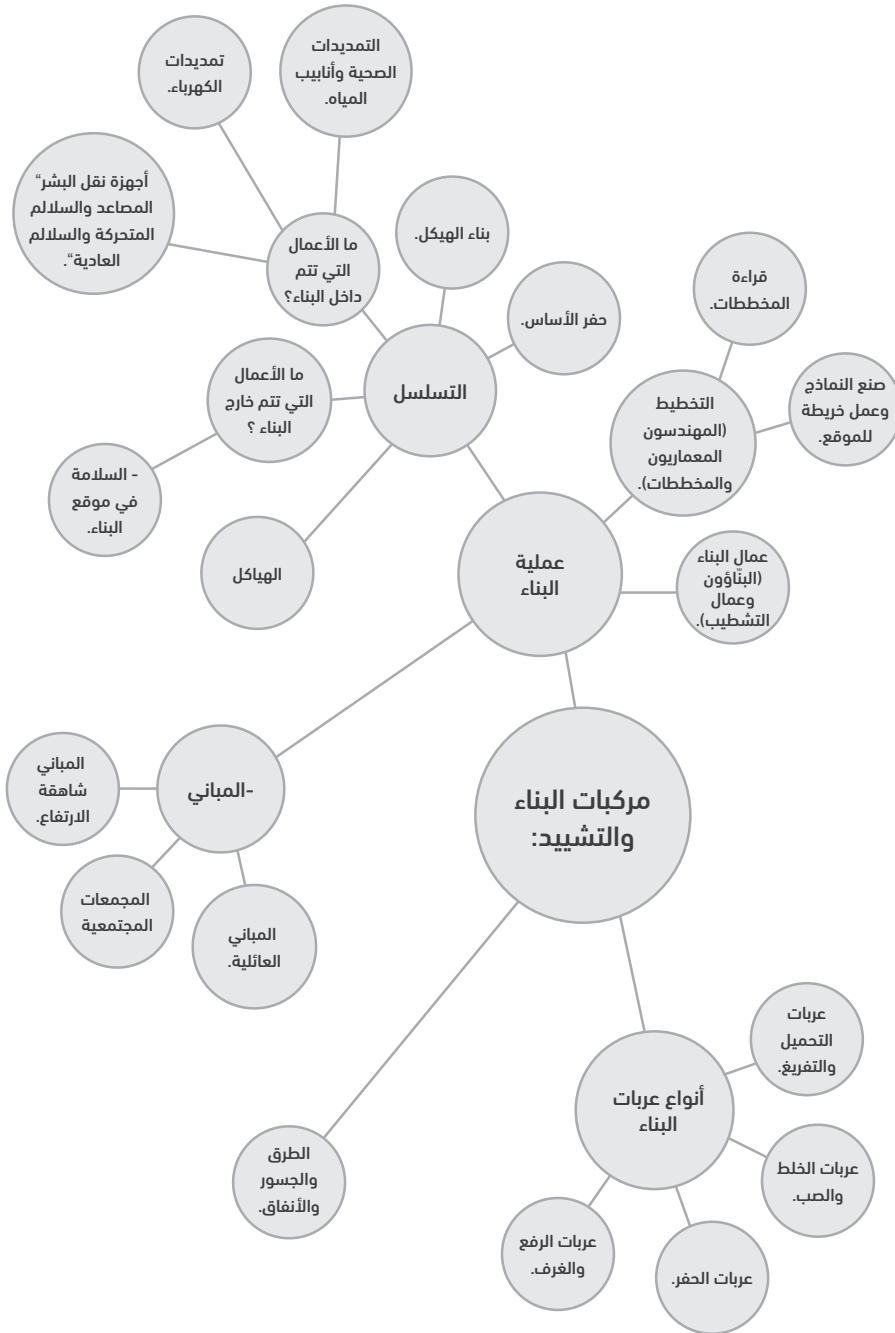 التمديدات
الصحية وأنابيب
المياه.
تمديدات
الكهرباء.
أجهزة نقل البشر“
المصاعد والسلالم
المتحركة والسلالم
العادية“.
ما الأعمال
التي تتم
داخل البناء؟
بناء الهيكل.
حفر الأساس.
قراءة
المخططات.
صنع النماذج
وعمل خريطة
للموقع.
التخطيط
(المهندسون
المعماريون
والمخططات).
التسلسل
ما الأعمال
التي تتم خارج
البناء ؟
- السلامة
في موقع
البناء.
الهياكل
عملية
البناء
عمال البناء
(البنّاؤون
وعمال
التشطيب).
مركبات البناء
والتشييد:
-المباني
المباني
شاهقة
الارتفاع.
المجمعات
المجتمعية
المباني
العائلية.
الطرق
والجسور
والأنفاق.
أنواع عربات
البناء
عربات
التحميل
والتفريغ.
عربات الخلط
والصب.
عربات الحفر.
عربات الرفع
والغرف.